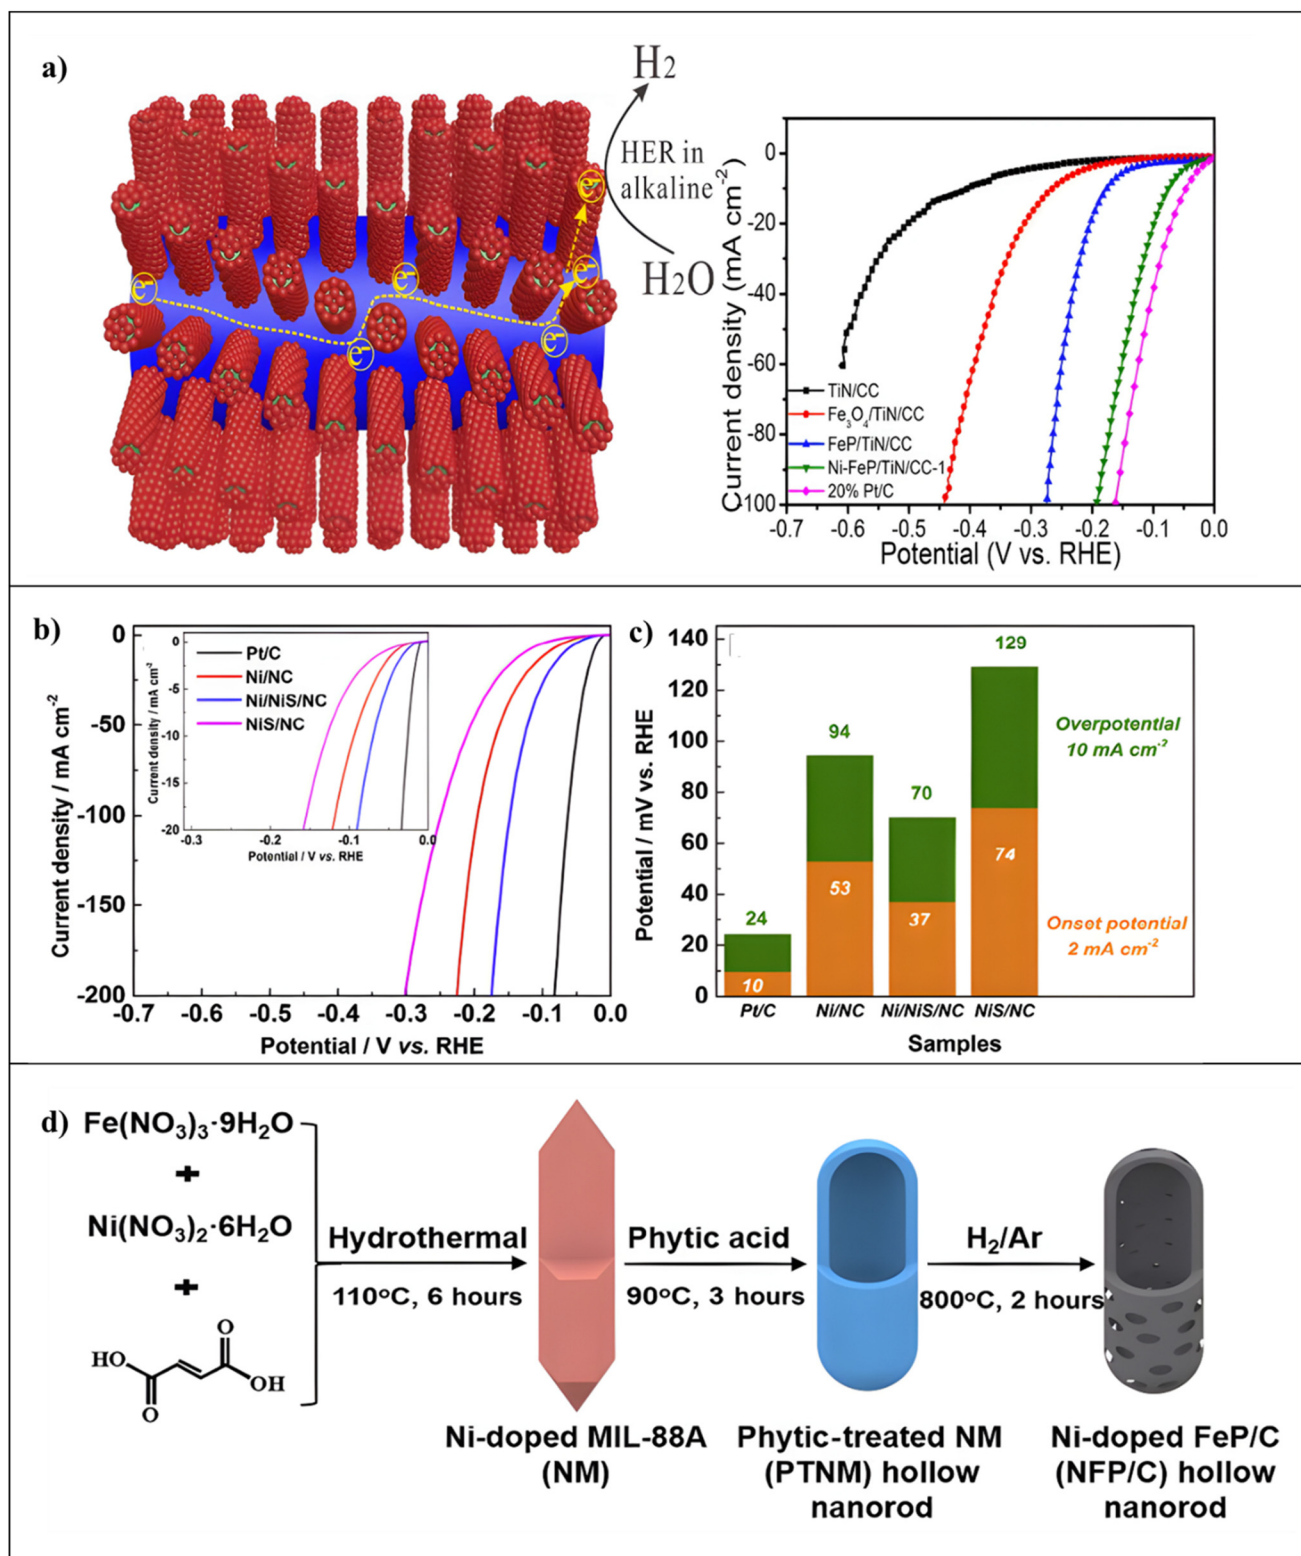 a)
H2
HER in
alkaline
H2O
e-
e-
e-
e-
e-
e-
Current density (mA cm-2)
0
-20
-40
-60
-80
-100
TiN/CC
Fe3O4/TiN/CC
FeP/TiN/CC
Ni-FeP/TiN/CC-1
20% Pt/C
-0.7 -0.6 -0.5 -0.4 -0.3 -0.2 -0.1 0.0
Potential (V vs. RHE)
b)
Current density / mA cm-2
0
-50
-100
-150
-200
-0.7 -0.6 -0.5 -0.4 -0.3 -0.2 -0.1 0.0
Potential / V vs. RHE
Current density / mA cm-2
0
-5
-10
-15
-20
-0.3 -0.2 -0.1 0.0
Potential / V vs. RHE
Pt/C
Ni/NC
Ni/NiS/NC
NiS/NC
c)
Potential / mV vs. RHE
140
120
100
80
60
40
20
0
24
10
94
53
70
37
129
74
Overpotential
10 mA cm-2
Onset potential
2 mA cm-2
Pt/C Ni/NC Ni/NiS/NC NiS/NC
Samples
d)
Fe(NO3)3·9H2O
+
Ni(NO3)2·6H2O
+
O
HO
OH
O
Hydrothermal
110oC, 6 hours
Phytic acid
90oC, 3 hours
H2/Ar
800oC, 2 hours
Ni-doped MIL-88A
(NM)
Phytic-treated NM
(PTNM) hollow
nanorod
Ni-doped FeP/C
(NFP/C) hollow
nanorod